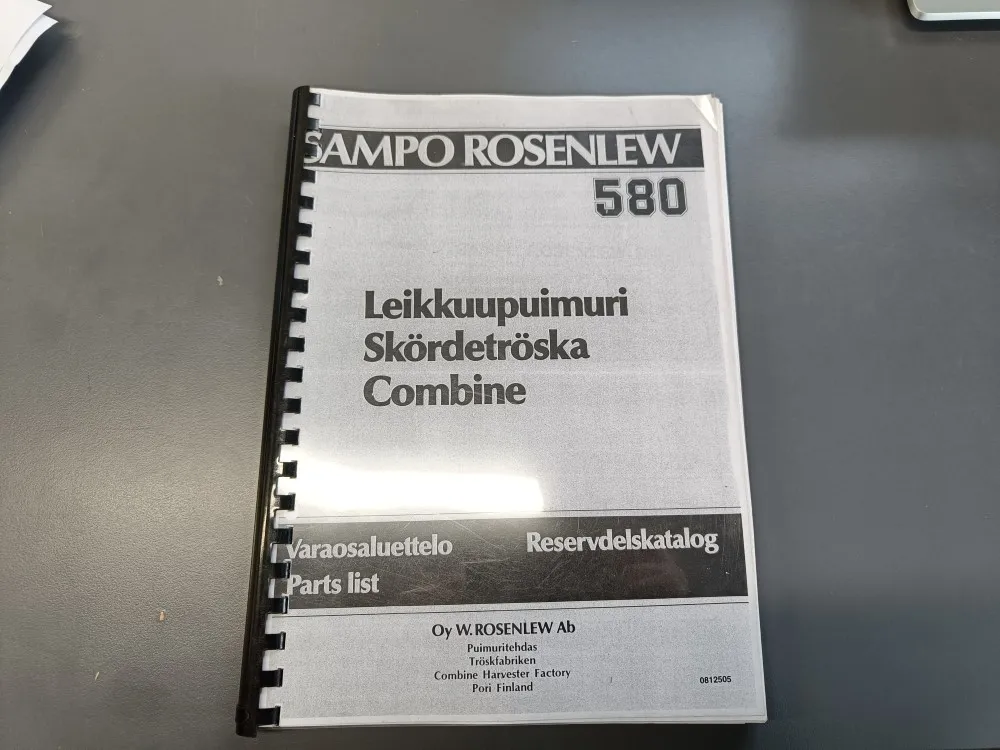 SAMPO ROSENLEW
580
Leikkuupuimuri
Skördetröska
Combine
Varaosaluettelo Reservdelskatalog
Parts list
Oy W. ROSENLEW Ab
Puimuritehdas
Tröskfabriken
Combine Harvester Factory
Pori Finland
0812505